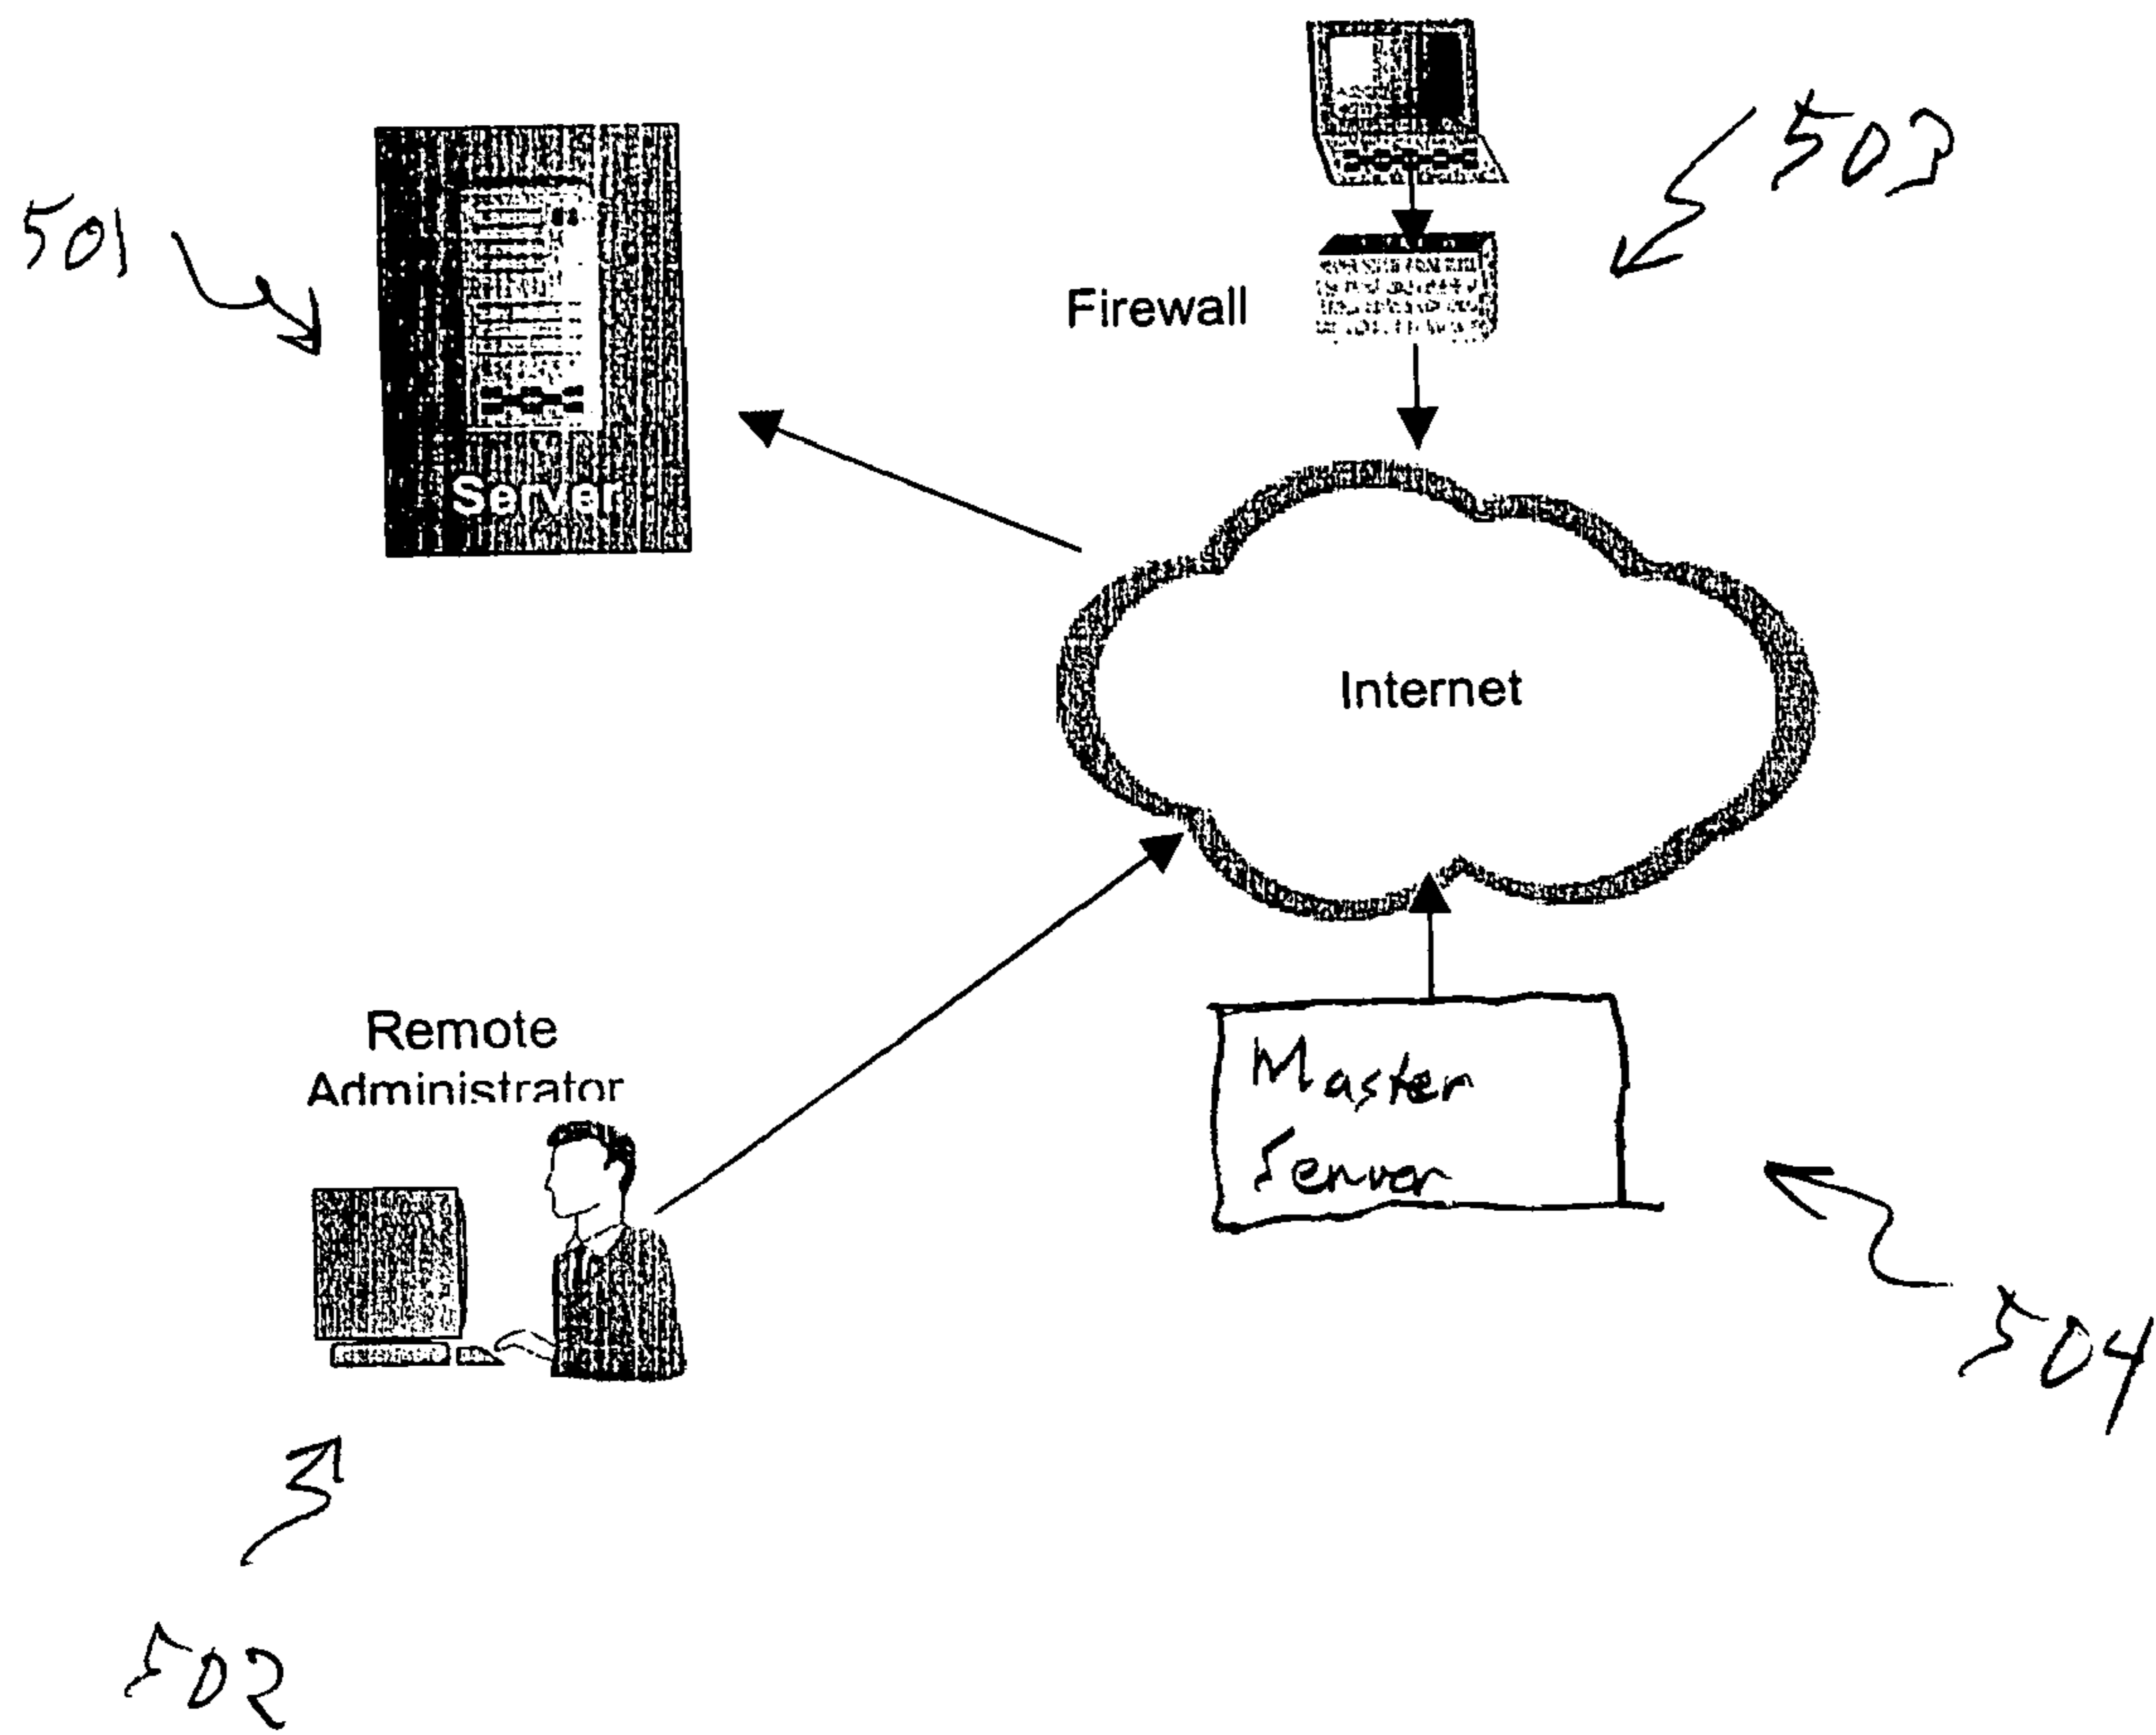 503
501
Firewall
Server
Internet
Remote
Administrator
Master
Server
504
502